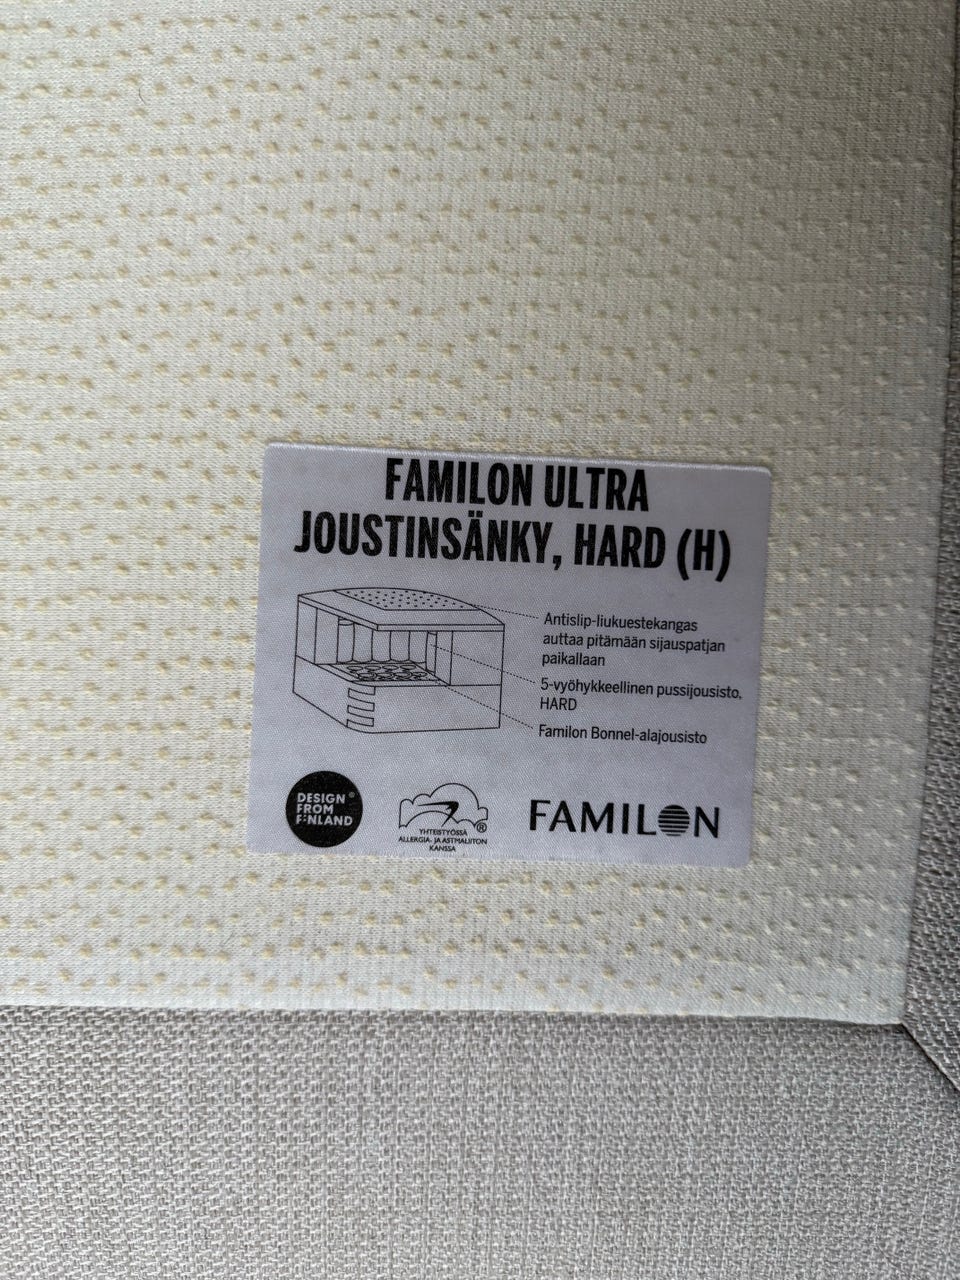 FAMILON ULTRA
JOUSTINSÄNKY, HARD (H)
Antislip-liukuestekangas
auttaa pitämään sijauspatjan
paikallaan
5-vyöhykkeellinen pussijousisto,
HARD
Familon Bonnel-alajousisto
DESIGN
FROM
FINLAND
YHTEISTYÖSSÄ
ALLERGIA- JA ASTMALIITON
KANSSA
®
FAMILON